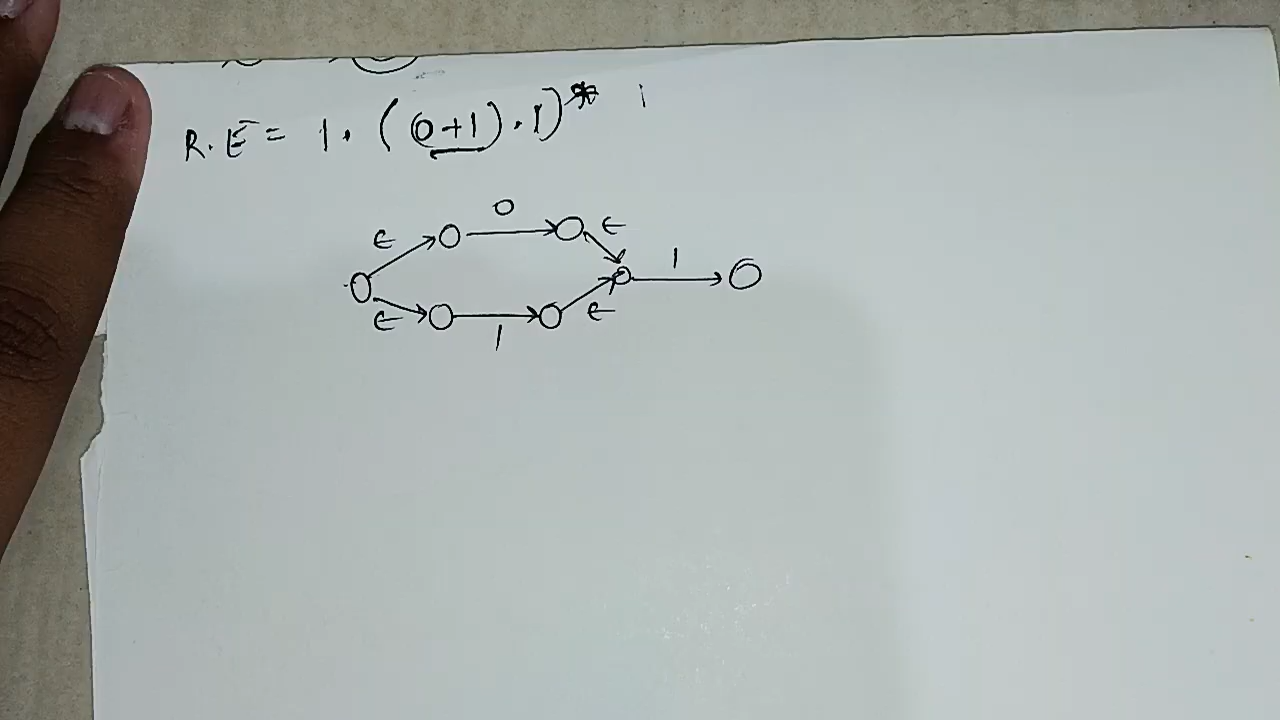 R.E = 1 . ( (0+1) . 1)*
0
ϵ ϵ
1
ϵ ϵ
1